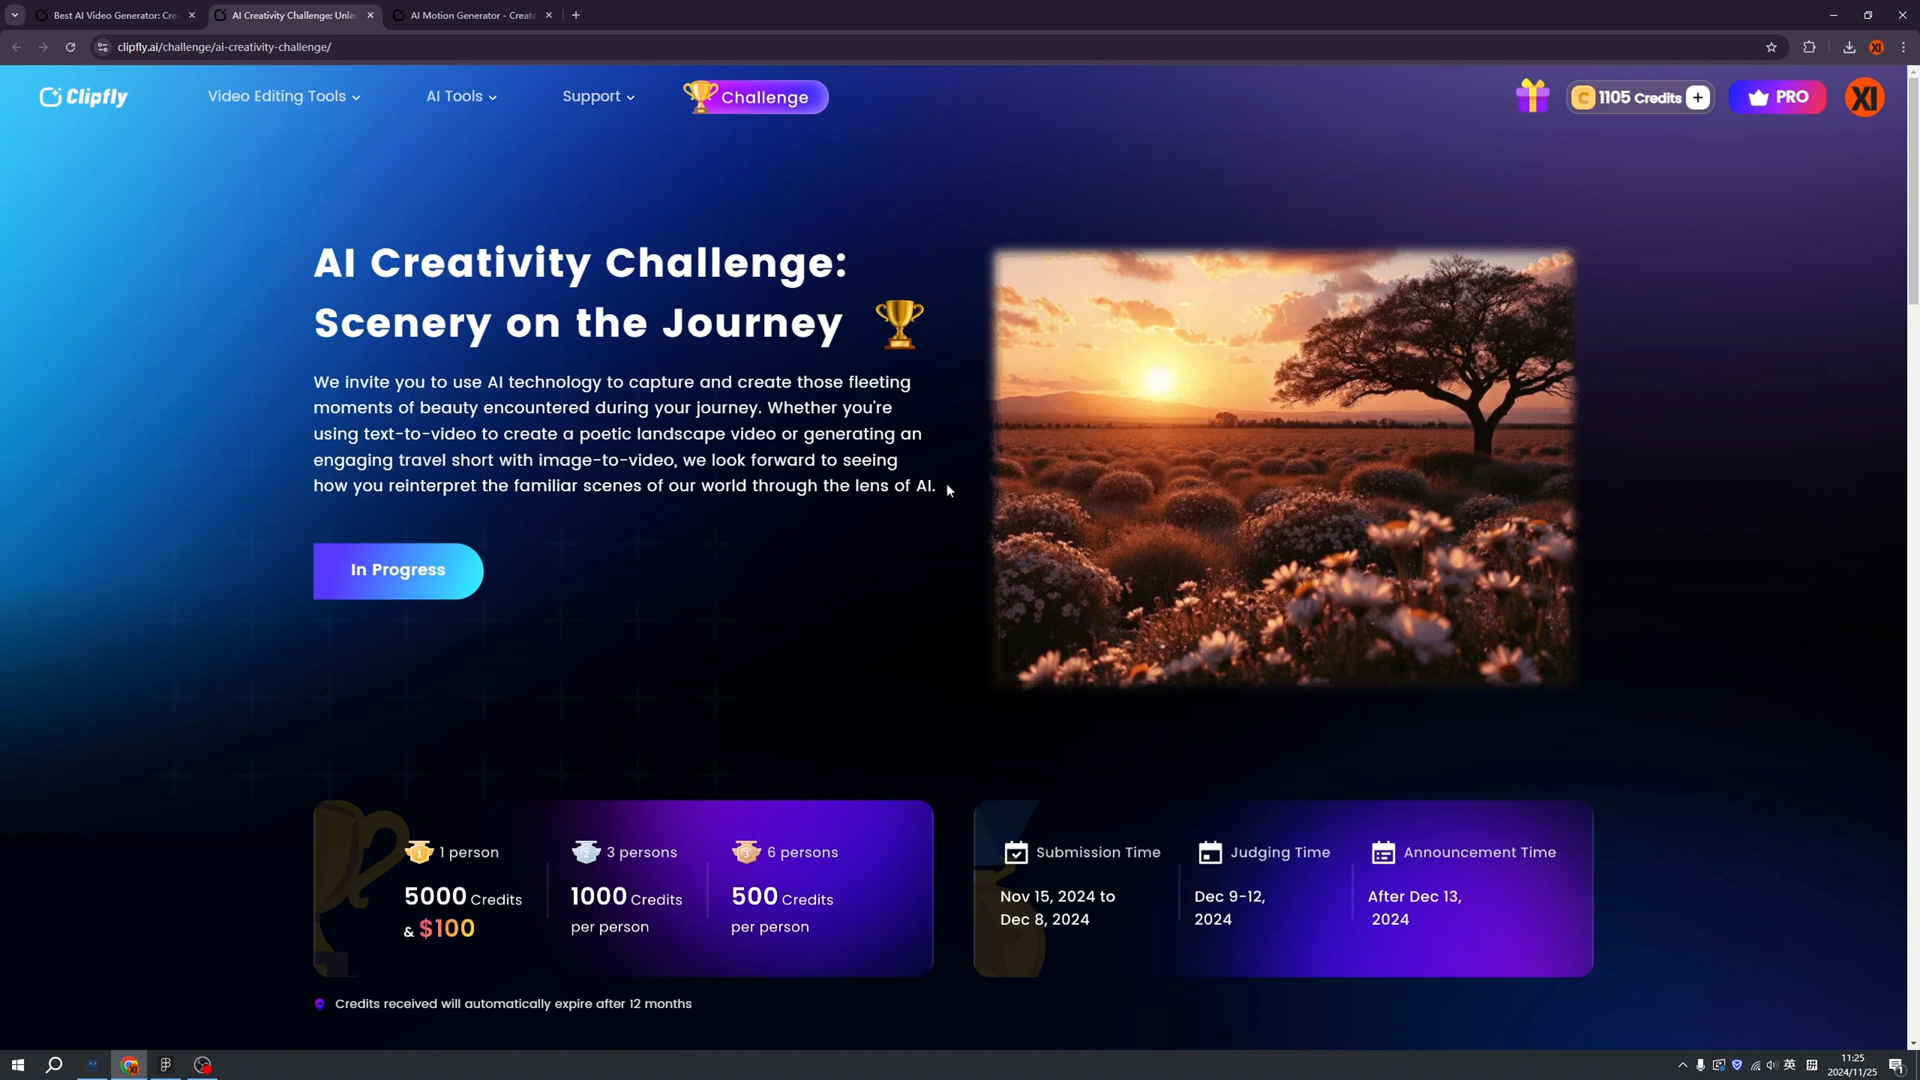 Best AI Video Generator: Cre
AI Creativity Challenge: Unle
AI Motion Generator - Create
clipfly.ai/challenge/ai-creativity-challenge/
XI
Clipfly
Video Editing Tools
AI Tools
Support
Challenge
C 1105 Credits +
PRO
XI
AI Creativity Challenge:
Scenery on the Journey
We invite you to use AI technology to capture and create those fleeting
moments of beauty encountered during your journey. Whether you're
using text-to-video to create a poetic landscape video or generating an
engaging travel short with image-to-video, we look forward to seeing
how you reinterpret the familiar scenes of our world through the lens of AI.
In Progress
1 1 person
2 3 persons
3 6 persons
5000 Credits
& $100
1000 Credits
per person
500 Credits
per person
Submission Time
Judging Time
Announcement Time
Nov 15, 2024 to
Dec 8, 2024
Dec 9-12,
2024
After Dec 13,
2024
Credits received will automatically expire after 12 months
英
11:25
2024/11/25